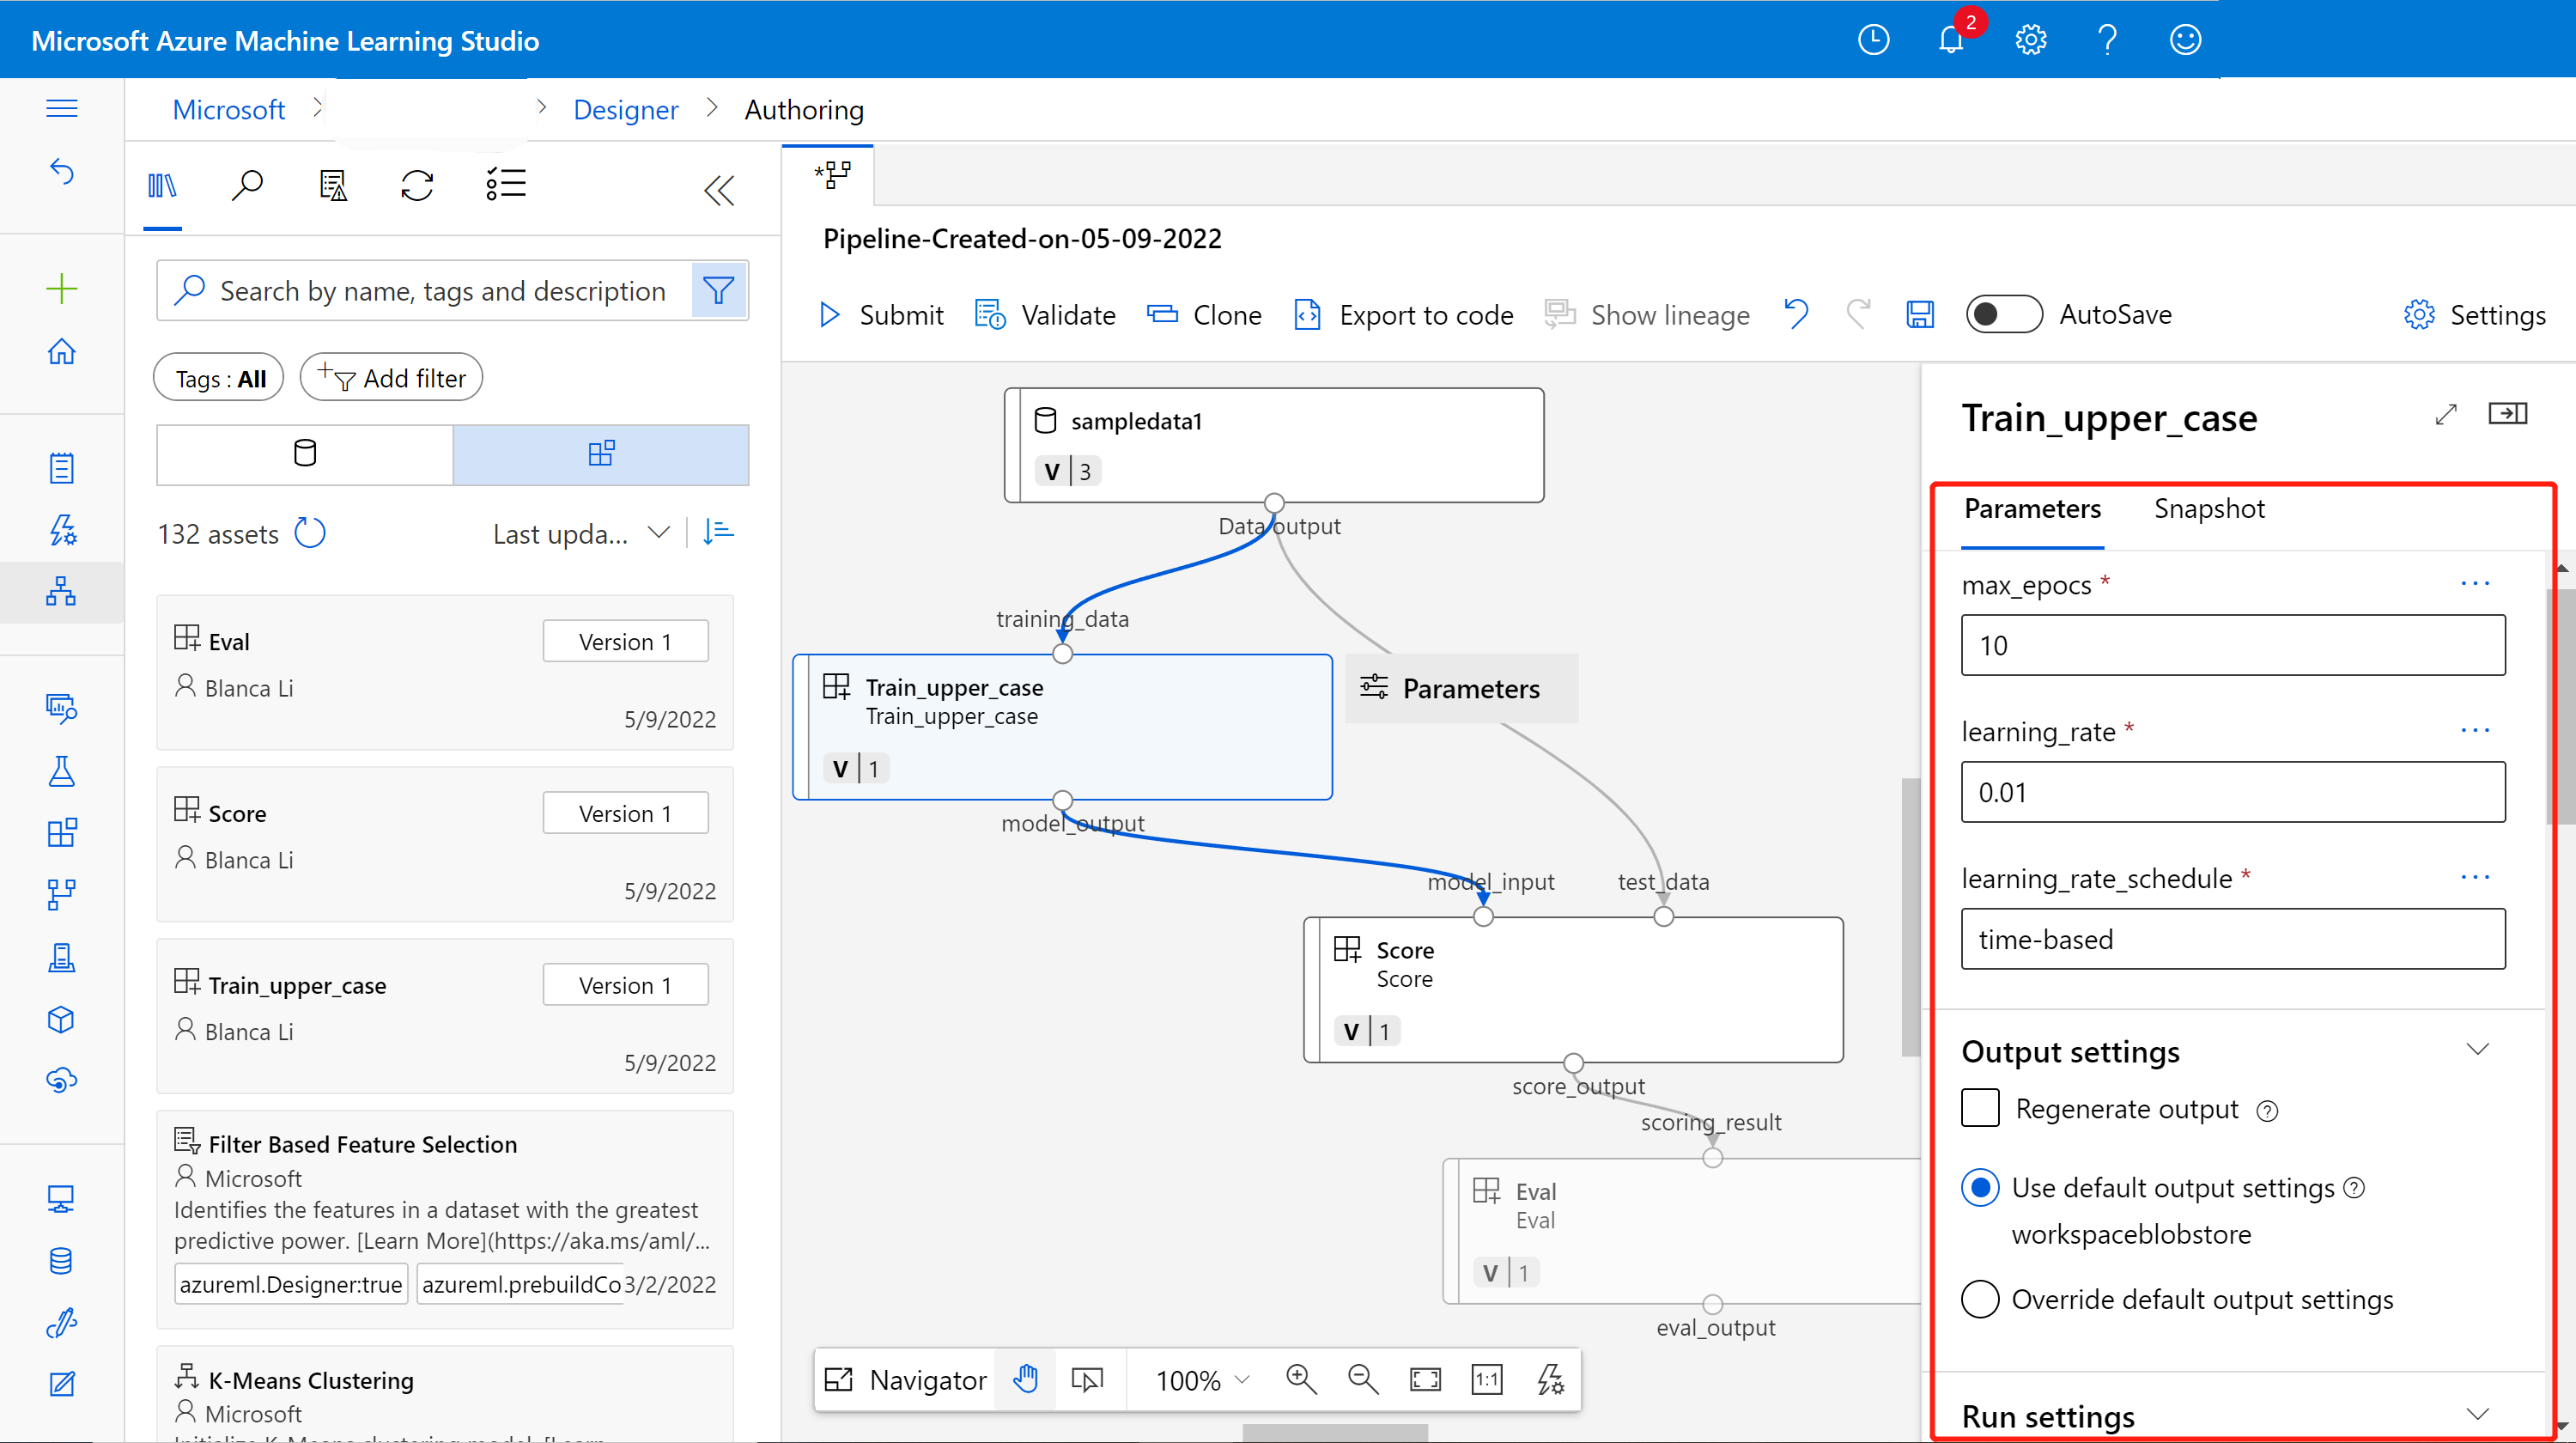 Microsoft Azure Machine Learning Studio
2
Microsoft
Designer
Authoring
Search by name, tags and description
Tags : All
Add filter
132 assets
Last upda...
Eval
Version 1
Blanca Li
5/9/2022
Score
Version 1
Blanca Li
5/9/2022
Train_upper_case
Version 1
Blanca Li
5/9/2022
Filter Based Feature Selection
Microsoft
Identifies the features in a dataset with the greatest
predictive power. [Learn More](https://aka.ms/aml/...
azureml.Designer:true
azureml.prebuildCo
3/2/2022
K-Means Clustering
Microsoft
Initialize K-Means clustering model. [Learn
*
Pipeline-Created-on-05-09-2022
Submit
Validate
Clone
Export to code
Show lineage
AutoSave
Settings
sampledata1
V 3
Data output
training_data
Train_upper_case
Train_upper_case
V 1
Parameters
model_output
model_input
test_data
Score
Score
V 1
score_output
scoring_result
Eval
Eval
V 1
eval_output
Navigator
100%
1:1
Train_upper_case
Parameters
Snapshot
max_epocs *
10
learning_rate *
0.01
learning_rate_schedule *
time-based
Output settings
Regenerate output
Use default output settings
workspaceblobstore
Override default output settings
Run settings